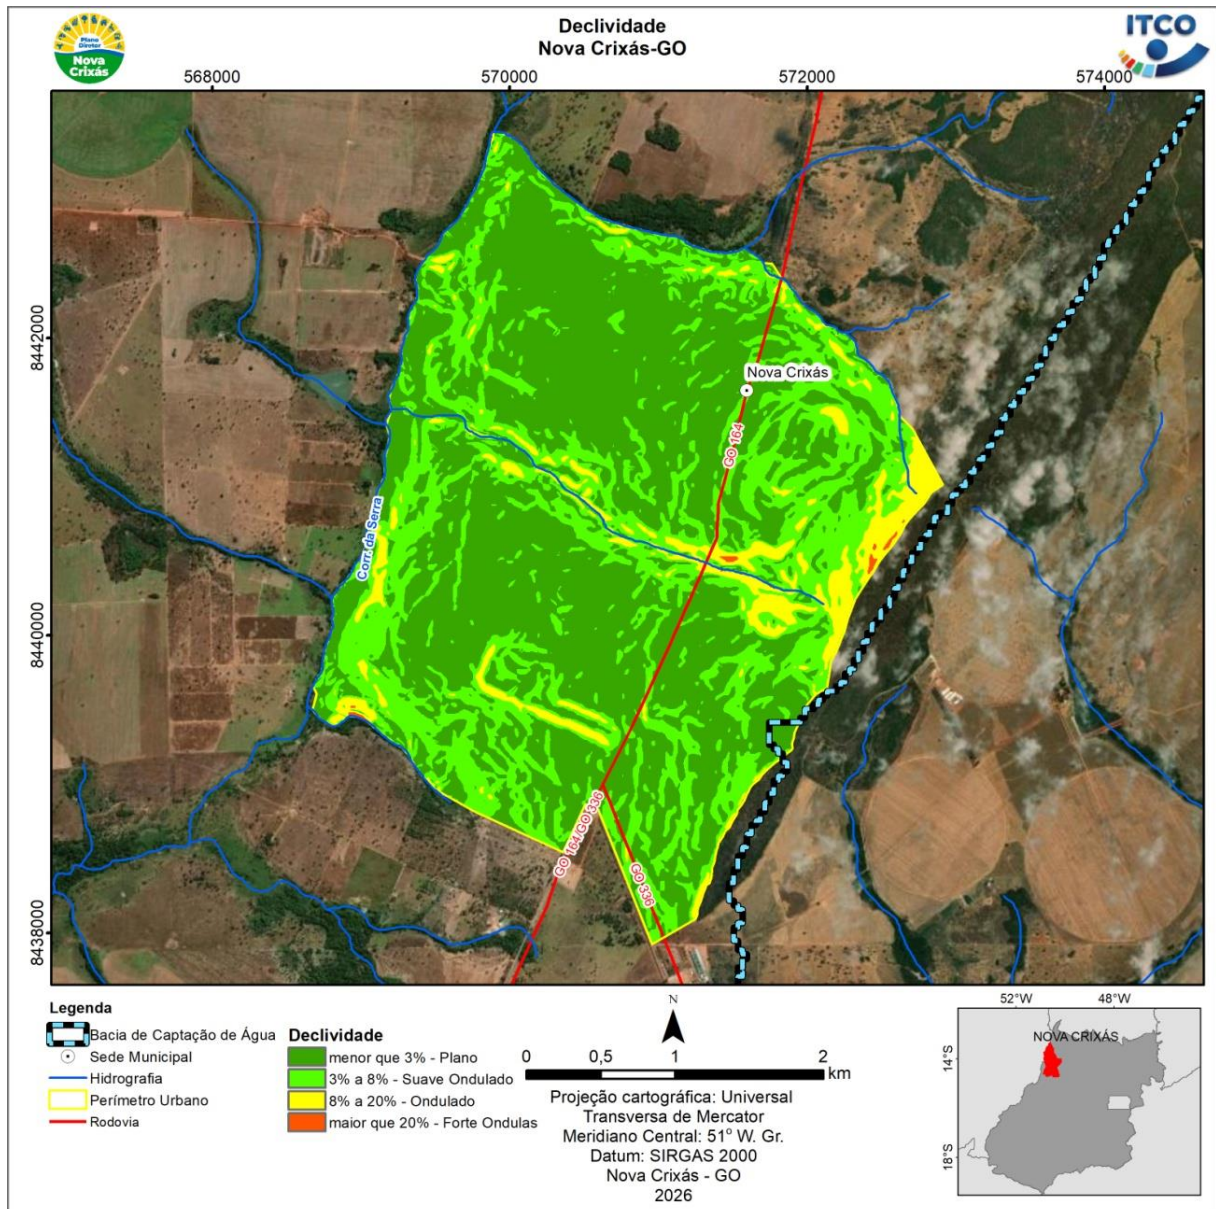 Plano
Diretor
Nova
Crixás
Declividade
Nova Crixás-GO
ITCO
568000
570000
572000
574000
8442000
8440000
8438000
Nova Crixás
GO 164
Corr. da Serra
GO 164/GO 336
GO 336
Legenda
Bacia de Captação de Água
Sede Municipal
Hidrografia
Perímetro Urbano
Rodovia
Declividade
menor que 3% - Plano
3% a 8% - Suave Ondulado
8% a 20% - Ondulado
maior que 20% - Forte Ondulas
N
0 0,5 1 2
km
Projeção cartográfica: Universal
Transversa de Mercator
Meridiano Central: 51° W. Gr.
Datum: SIRGAS 2000
Nova Crixás - GO
2026
52°W 48°W
NOVA CRIXÁS
14°S
18°S